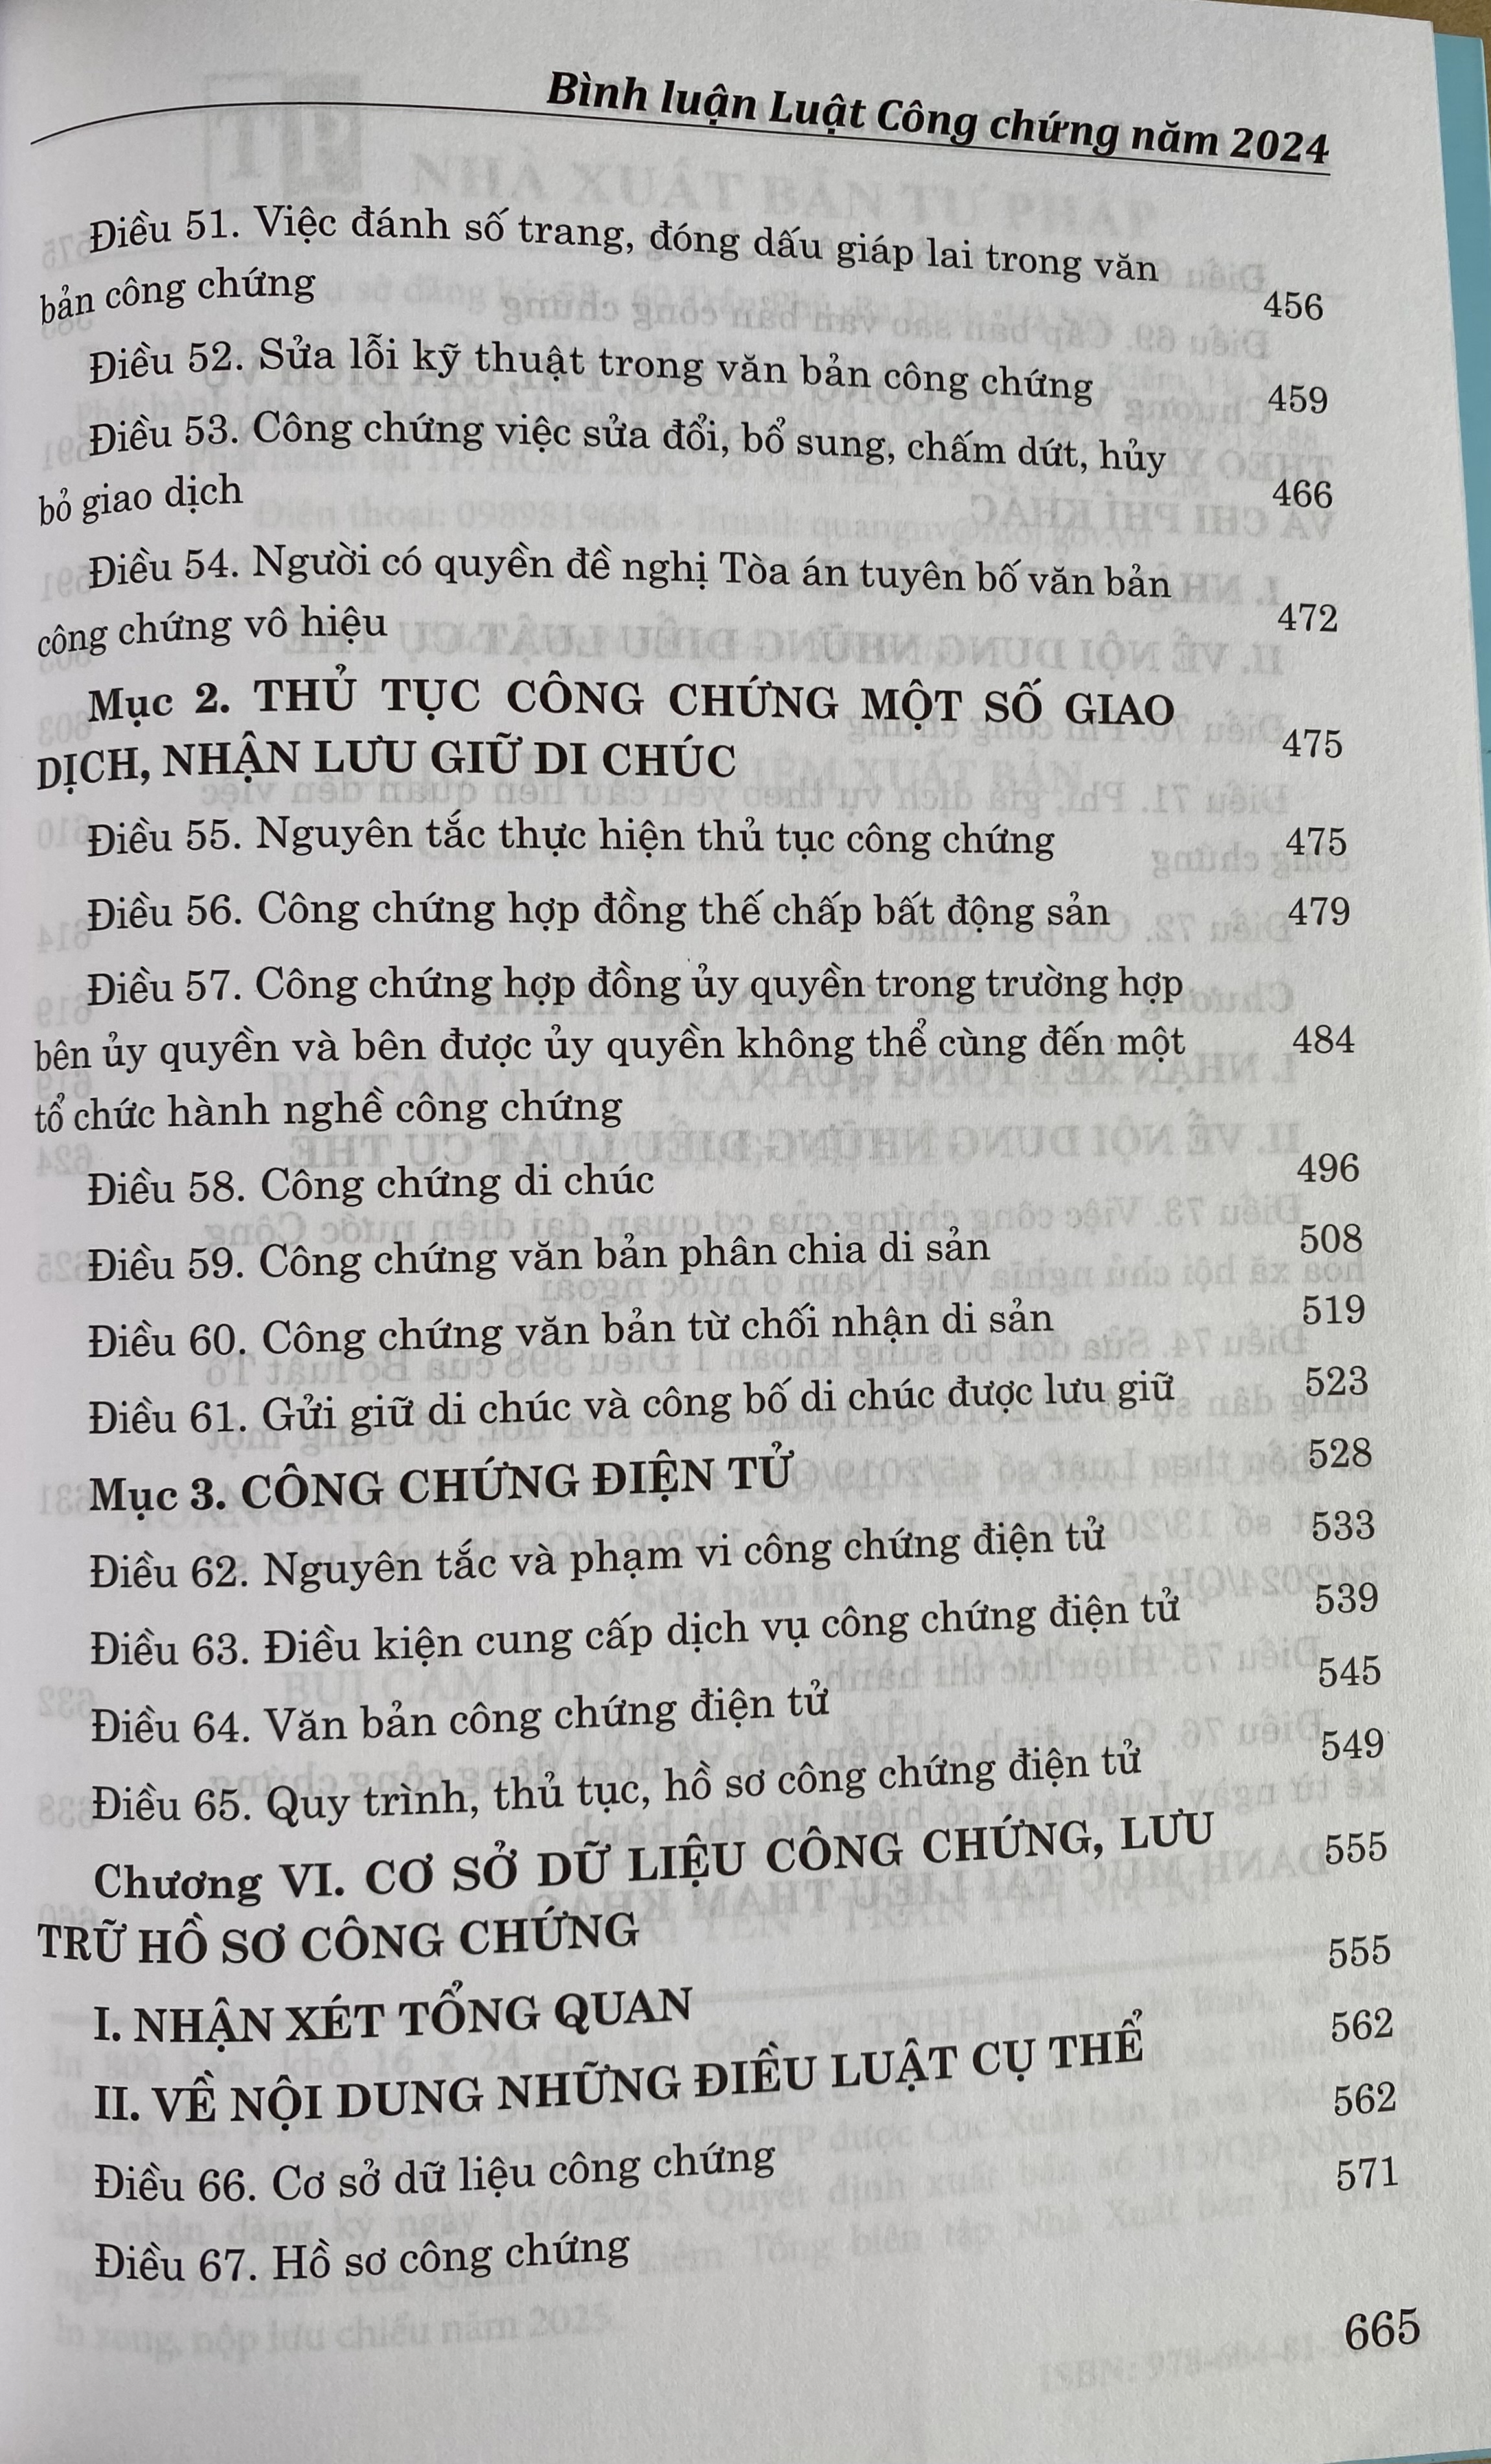 Bình luận Luật Công chứng năm 2024
Điều 51. Việc đánh số trang, đóng dấu giáp lai trong văn
bản công chứng 456
Điều 52. Sửa lỗi kỹ thuật trong văn bản công chứng 459
Điều 53. Công chứng việc sửa đổi, bổ sung, chấm dứt, hủy
bỏ giao dịch 466
Điều 54. Người có quyền đề nghị Tòa án tuyên bố văn bản
công chứng vô hiệu 472
Mục 2. THỦ TỤC CÔNG CHỨNG MỘT SỐ GIAO
DỊCH, NHẬN LƯU GIỮ DI CHÚC 475
Điều 55. Nguyên tắc thực hiện thủ tục công chứng 475
Điều 56. Công chứng hợp đồng thế chấp bất động sản 479
Điều 57. Công chứng hợp đồng ủy quyền trong trường hợp
bên ủy quyền và bên được ủy quyền không thể cùng đến một 484
tổ chức hành nghề công chứng
Điều 58. Công chứng di chúc 496
Điều 59. Công chứng văn bản phân chia di sản 508
Điều 60. Công chứng văn bản từ chối nhận di sản 519
Điều 61. Gửi giữ di chúc và công bố di chúc được lưu giữ 523
Mục 3. CÔNG CHỨNG ĐIỆN TỬ 528
Điều 62. Nguyên tắc và phạm vi công chứng điện tử 533
Điều 63. Điều kiện cung cấp dịch vụ công chứng điện tử 539
Điều 64. Văn bản công chứng điện tử 545
Điều 65. Quy trình, thủ tục, hồ sơ công chứng điện tử 549
Chương VI. CƠ SỞ DỮ LIỆU CÔNG CHỨNG, LƯU 555
TRỮ HỒ SƠ CÔNG CHỨNG
I. NHẬN XÉT TỔNG QUAN 555
II. VỀ NỘI DUNG NHỮNG ĐIỀU LUẬT CỤ THỂ 562
Điều 66. Cơ sở dữ liệu công chứng 562
Điều 67. Hồ sơ công chứng 571
665